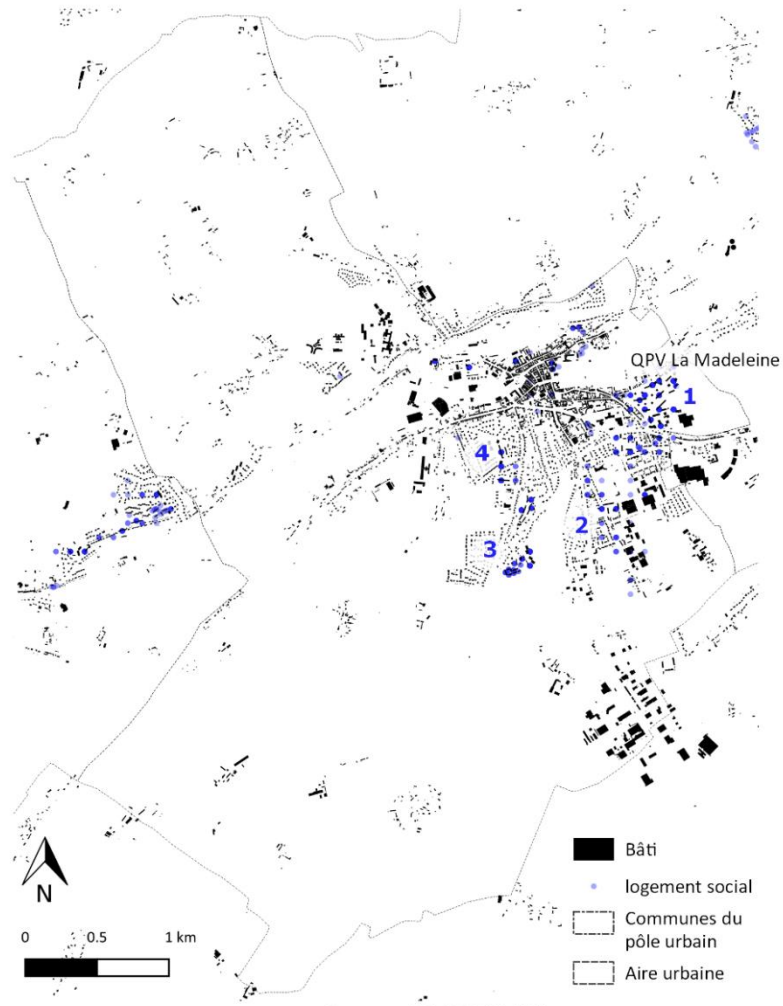 QPV La Madeleine
1
4
2
3
N
0 0.5 1 km
Bâti
logement social
Communes du
pôle urbain
Aire urbaine